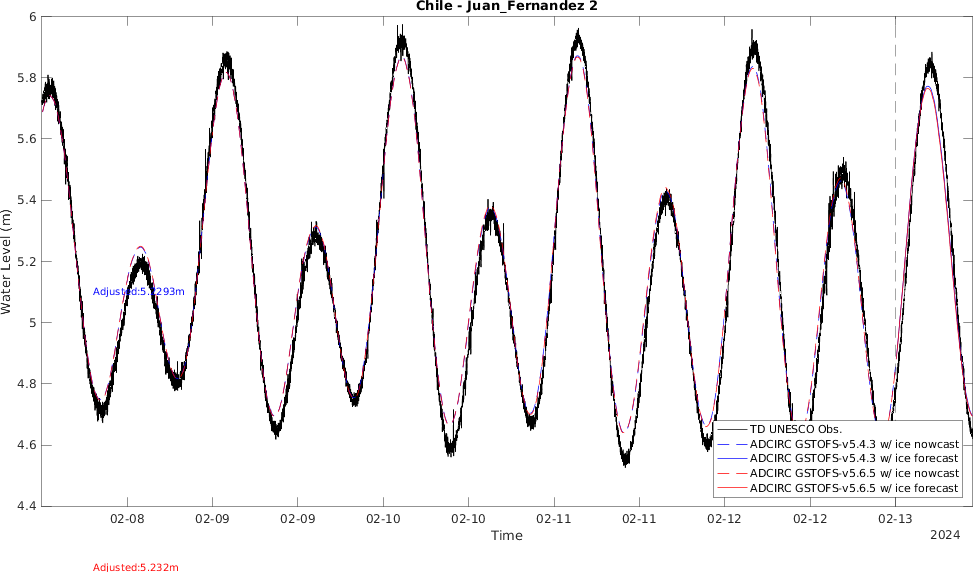 Chile - Juan_Fernandez 2
6
5.8
5.6
5.4
5.2
5
4.8
4.6
4.4
Water Level (m)
Adjusted:5.2293m
TD UNESCO Obs.
ADCIRC GSTOFS-v5.4.3 w/ ice nowcast
ADCIRC GSTOFS-v5.4.3 w/ ice forecast
ADCIRC GSTOFS-v5.6.5 w/ ice nowcast
ADCIRC GSTOFS-v5.6.5 w/ ice forecast
02-08 02-09 02-09 02-10 02-10 02-11 02-11 02-12 02-12 02-13
Time
2024
Adjusted:5.232m